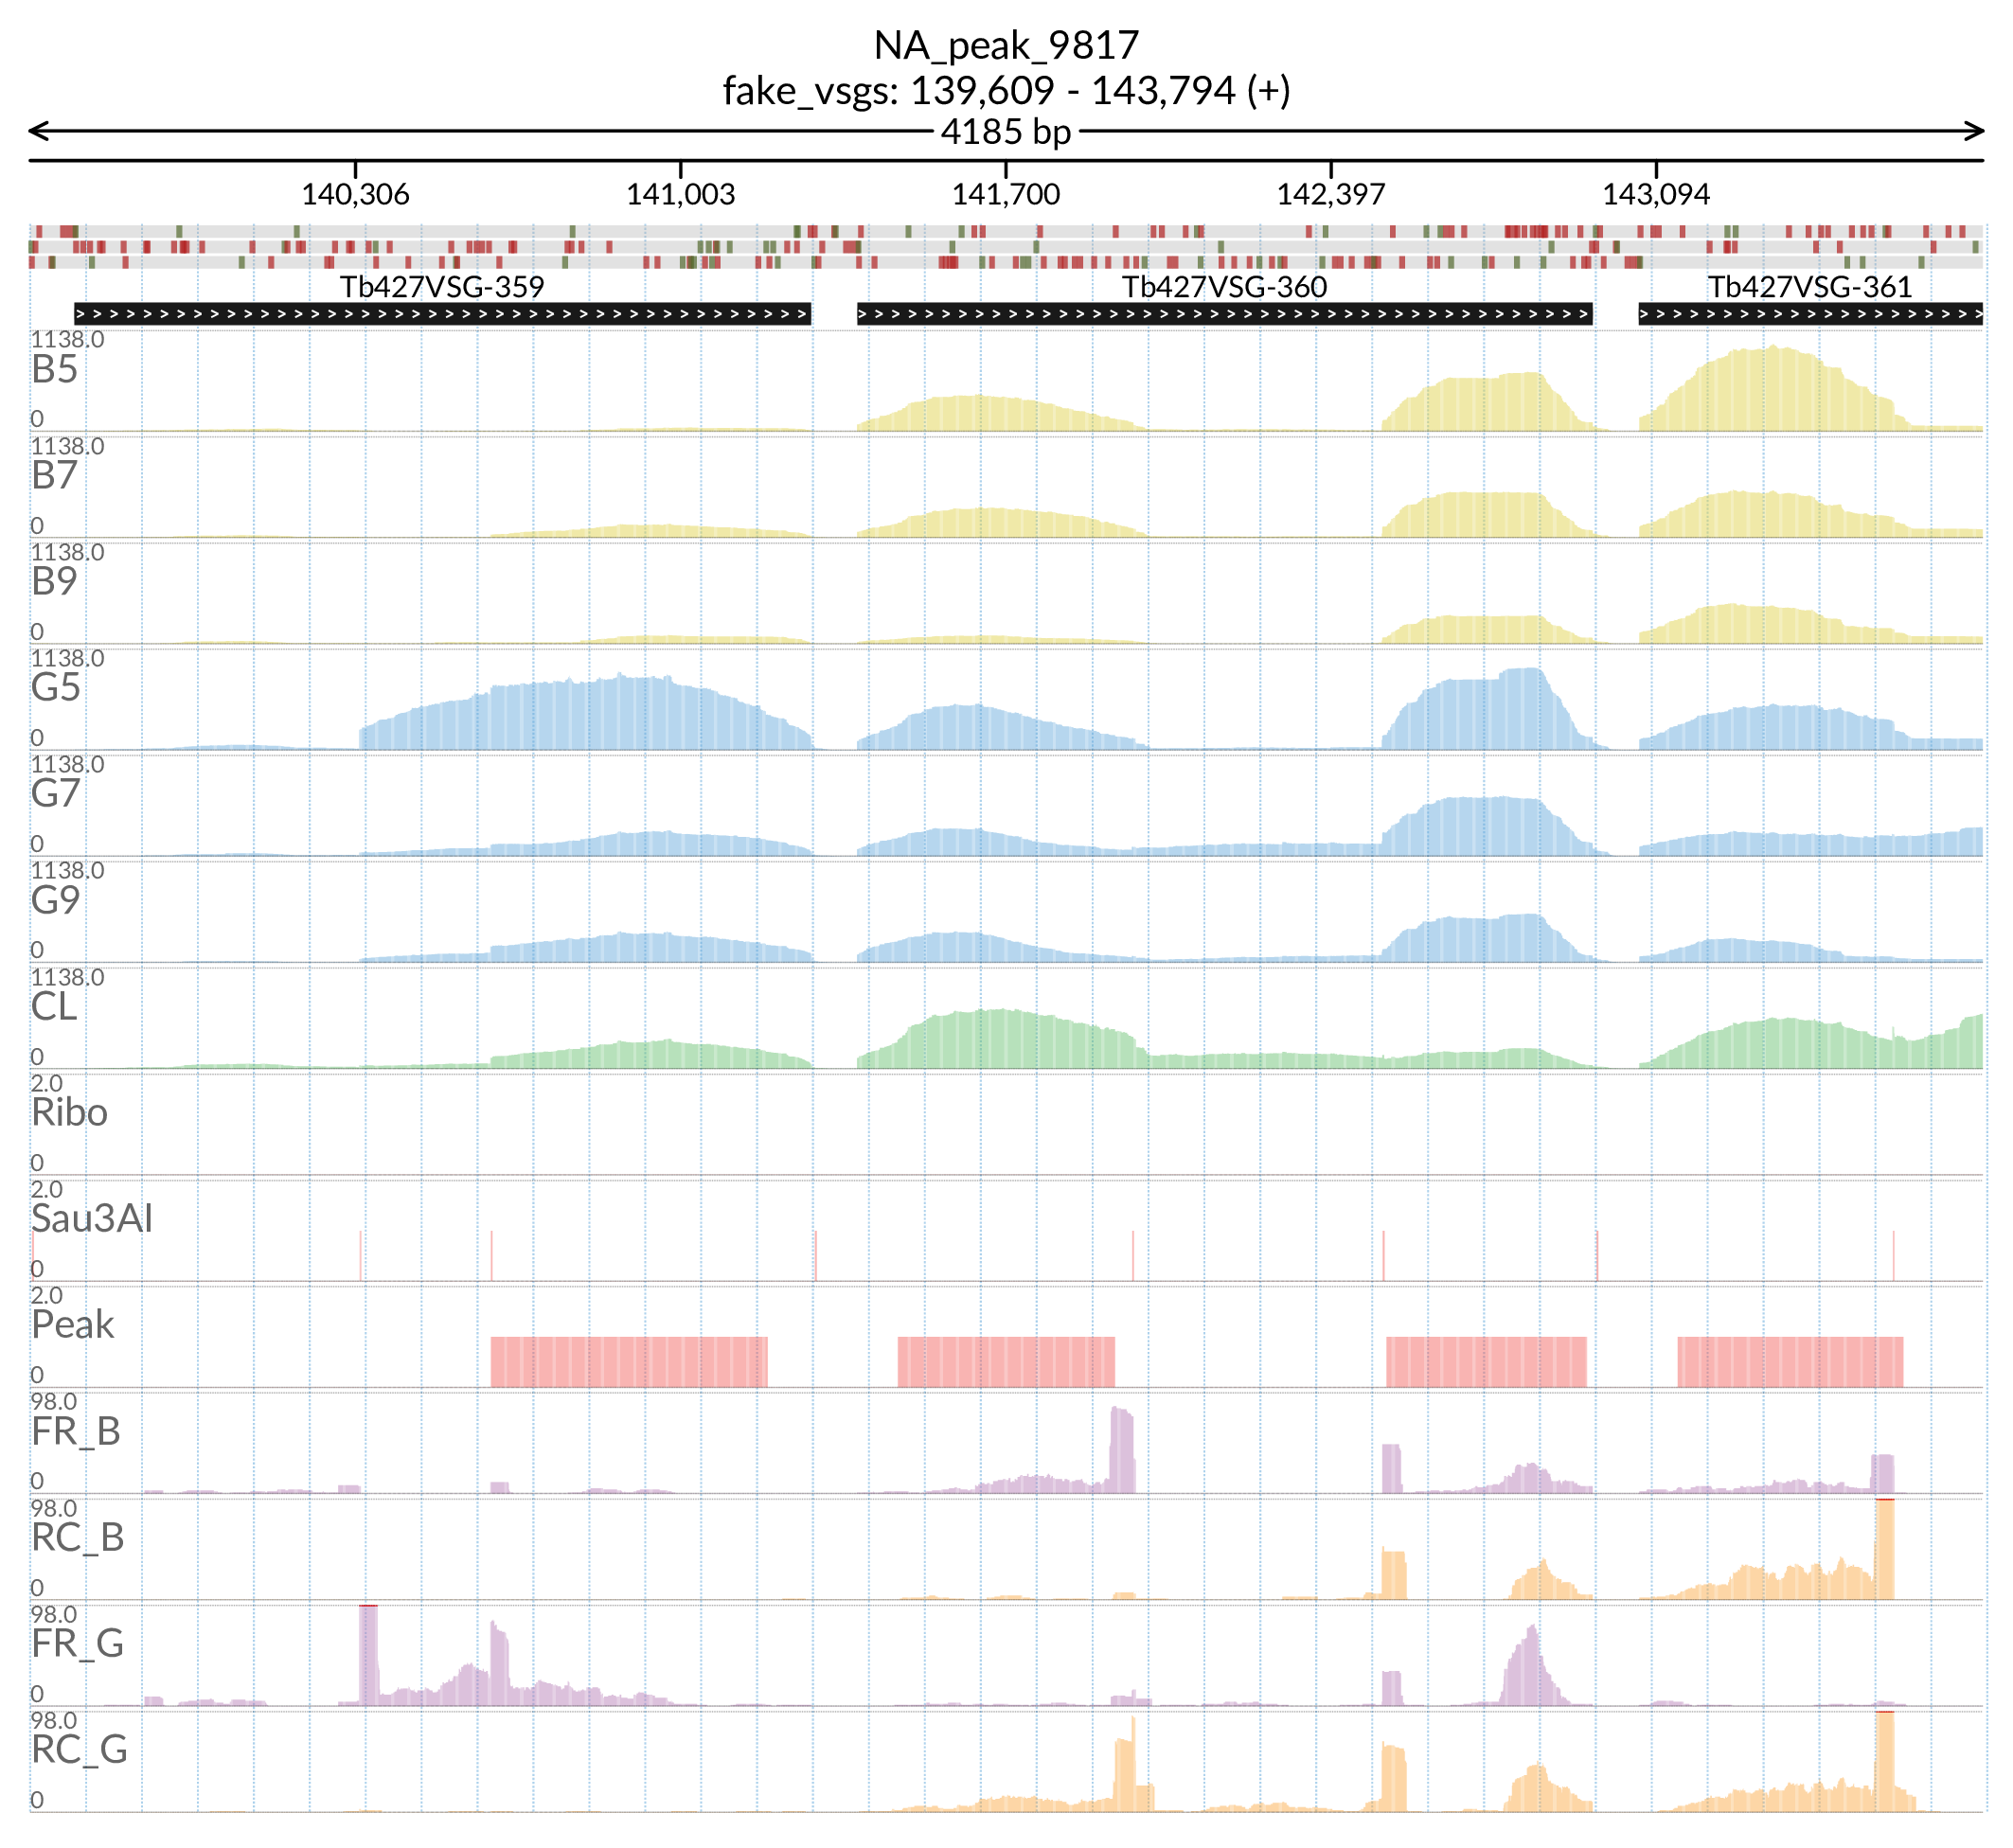 NA_peak_9817
fake_vsgs: 139,609 - 143,794 (+)
4185 bp
140,306 141,003 141,700 142,397 143,094
Tb427VSG-359 Tb427VSG-360 Tb427VSG-361
1138.0
B5
0
1138.0
B7
0
1138.0
B9
0
1138.0
G5
0
1138.0
G7
0
1138.0
G9
0
1138.0
CL
0
2.0
Ribo
0
2.0
Sau3AI
0
2.0
Peak
0
98.0
FR_B
0
98.0
RC_B
0
98.0
FR_G
0
98.0
RC_G
0